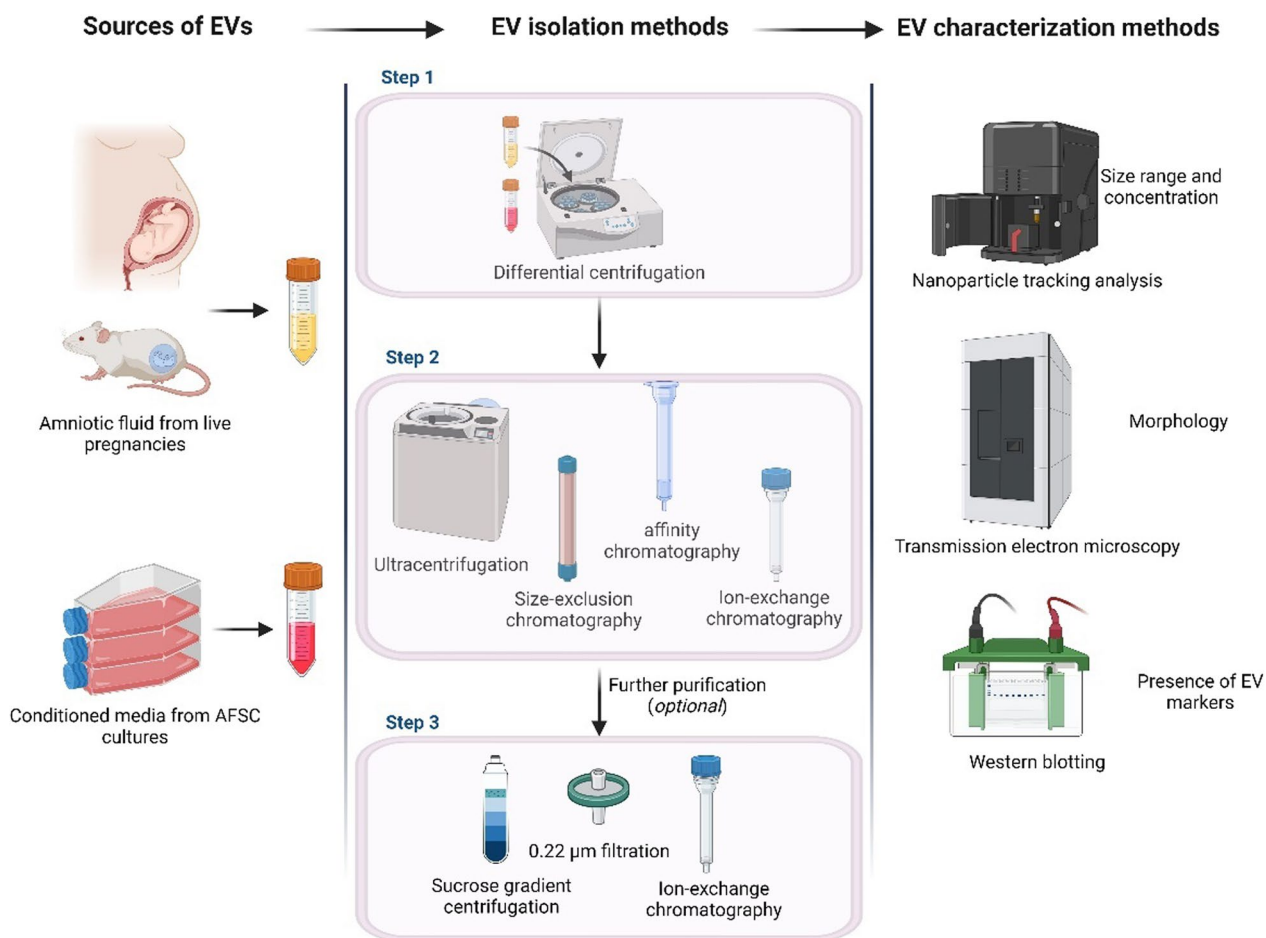 Sources of EVs
EV isolation methods
EV characterization methods
Amniotic fluid from live
pregnancies
Conditioned media from AFSC
cultures
Step 1
Differential centrifugation
Step 2
Ultracentrifugation
Size-exclusion
chromatography
affinity
chromatography
Ion-exchange
chromatography
Further purification
(optional)
Step 3
Sucrose gradient
centrifugation
0.22 µm filtration
Ion-exchange
chromatography
Size range and
concentration
Nanoparticle tracking analysis
Morphology
Transmission electron microscopy
Presence of EV
markers
Western blotting